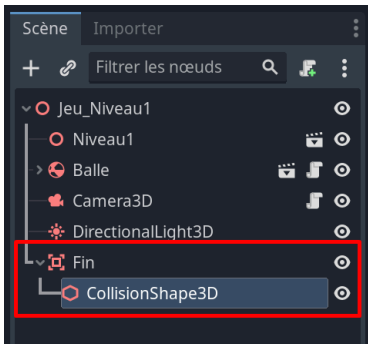 Scène Importer
Filtrer les nœuds
Jeu_Niveau1
Niveau1
Balle
Camera3D
DirectionalLight3D
Fin
CollisionShape3D